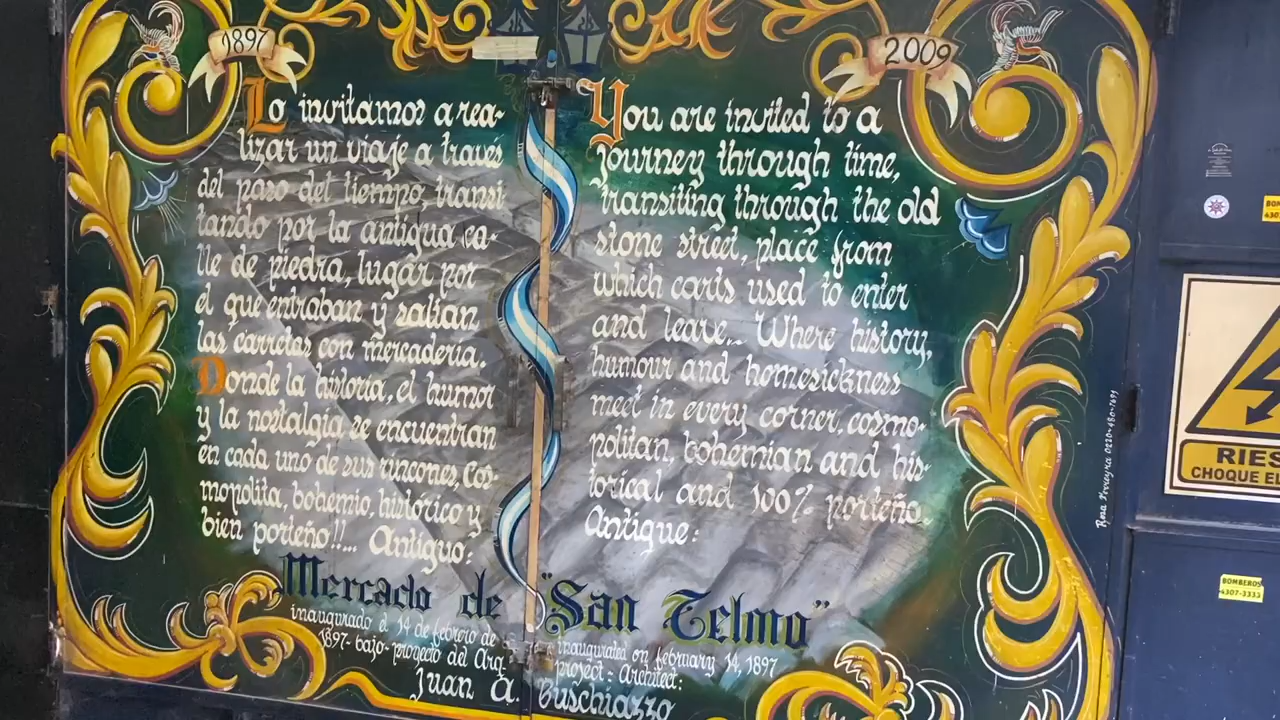 1897
Lo invitamos a rea-
lizar un viaje a través
del paso del tiempo, transi
tando por la antigua ca-
lle de piedra, lugar por
el que entraban y salían
las carretas con mercadería.
Donde la historia, el humor
y la nostalgia se encuentran
en cada uno de sus rincones, Cos
mopolita, bohemio, histórico y
bien porteño!!... Antiguo:
2009
You are invited to a
journey through time,
transiting through the old
stone street, place from
which carts used to enter
and leave... Where history,
humour and homesickness
meet in every corner, cosmo-
politan, bohemian and his-
torical and 100% porteño.
Antique:
Mercado de "San Telmo"
inaugurado el 14 de febrero de
1897- bajo- proyecto del Arq.
inaugurated on february 14, 1897
project: Architect:
Juan A. Buschiazzo
RIES
CHOQUE EL
BOMBEROS
4307-3333
BOM